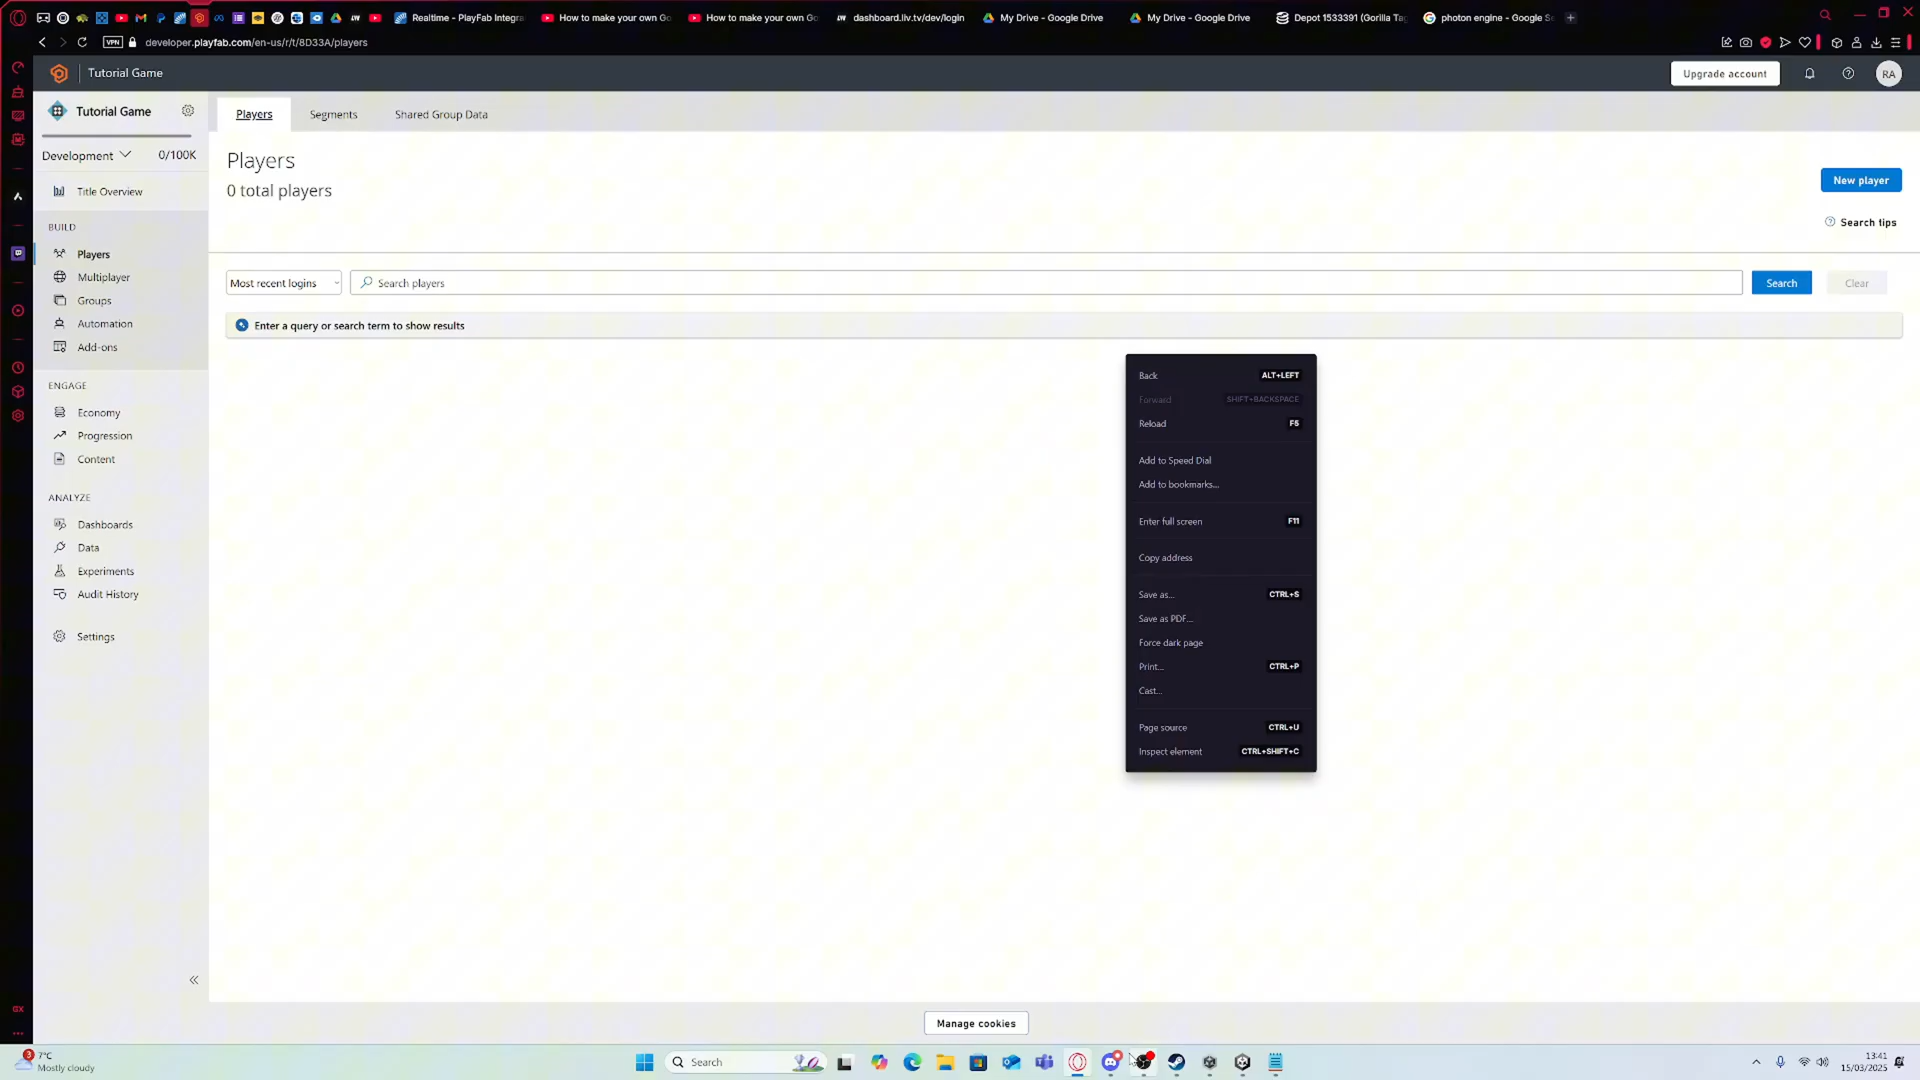 Realtime - PlayFab Integra
How to make your own Go
How to make your own Go
dashboard.liv.tv/dev/login
My Drive - Google Drive
My Drive - Google Drive
Depot 1533391 (Gorilla Tag
photon engine - Google Se
VPN
developer.playfab.com/en-us/r/t/8D33A/players
Tutorial Game
Upgrade account
RA
Tutorial Game
Development
0/100K
Title Overview
BUILD
Players
Multiplayer
Groups
Automation
Add-ons
ENGAGE
Economy
Progression
Content
ANALYZE
Dashboards
Data
Experiments
Audit History
Settings
Players
Segments
Shared Group Data
Players
0 total players
New player
Search tips
Most recent logins
Search players
Search
Clear
Enter a query or search term to show results
Back ALT+LEFT
Forward SHIFT+BACKSPACE
Reload F5
Add to Speed Dial
Add to bookmarks...
Enter full screen F11
Copy address
Save as... CTRL+S
Save as PDF...
Force dark page
Print... CTRL+P
Cast...
Page source CTRL+U
Inspect element CTRL+SHIFT+C
Manage cookies
GX
3
7°C
Mostly cloudy
Search
13:41
15/03/2025